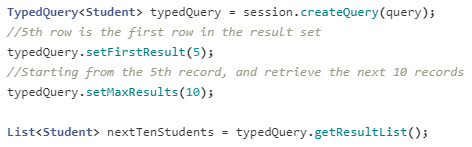 TypedQuery<Student> typedQuery = session.createQuery(query);
//5th row is the first row in the result set
typedQuery.setFirstResult(5);
//Starting from the 5th record, and retrieve the next 10 records
typedQuery.setMaxResults(10);
List<Student> nextTenStudents = typedQuery.getResultList();